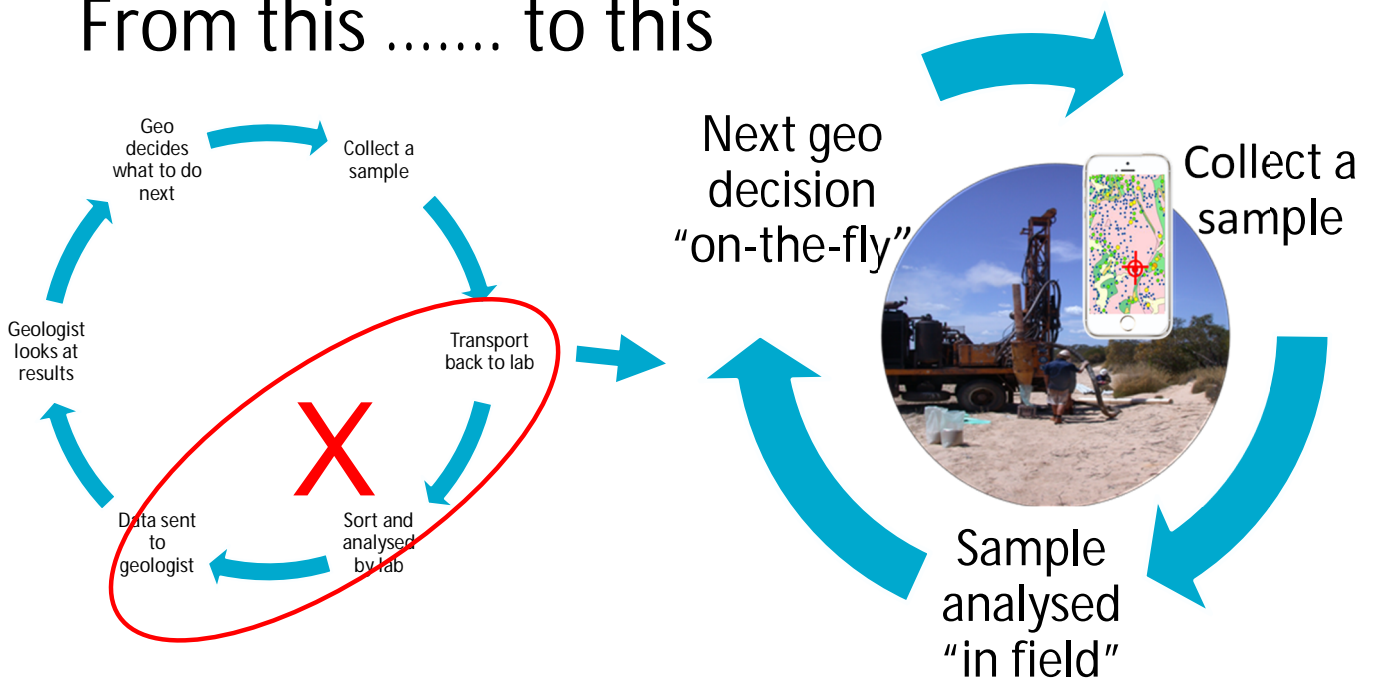 From this ....... to this
Geo
decides
what to do
next
Collect a
sample
Transport
back to lab
Sort and
analysed
by lab
Data sent
to
geologist
Geologist
looks at
results
X
Next geo
decision
“on-the-fly”
Collect a
sample
Sample
analysed
“in field”